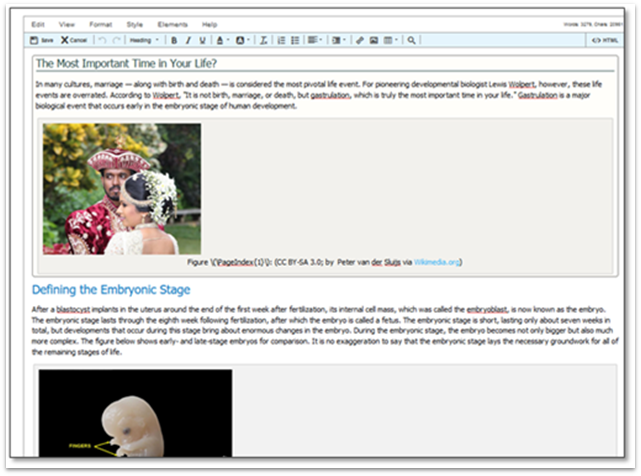 Edit View Format Style Elements Help
Save Cancel Heading B I U A A HTML
The Most Important Time in Your Life?
In many cultures, marriage — along with birth and death — is considered the most pivotal life event. For pioneering developmental biologist Lewis Wolpert, however, these life
events are overrated. According to Wolpert, "It is not birth, marriage, or death, but gastrulation, which is truly the most important time in your life." Gastrulation is a major
biological event that occurs early in the embryonic stage of human development.
Figure \(\PageIndex{1}\): (CC BY-SA 3.0; by Peter van der Sluijs via Wikimedia.org)
Defining the Embryonic Stage
After a blastocyst implants in the uterus around the end of the first week after fertilization, its internal cell mass, which was called the embryoblast, is now known as the embryo.
The embryonic stage lasts through the eighth week following fertilization, after which the embryo is called a fetus. The embryonic stage is short, lasting only about seven weeks in
total, but developments that occur during this stage bring about enormous changes in the embryo. During the embryonic stage, the embryo becomes not only bigger but also much
more complex. The figure below shows early- and late-stage embryos for comparison. It is no exaggeration to say that the embryonic stage lays the necessary groundwork for all of
the remaining stages of life.
FINGERS